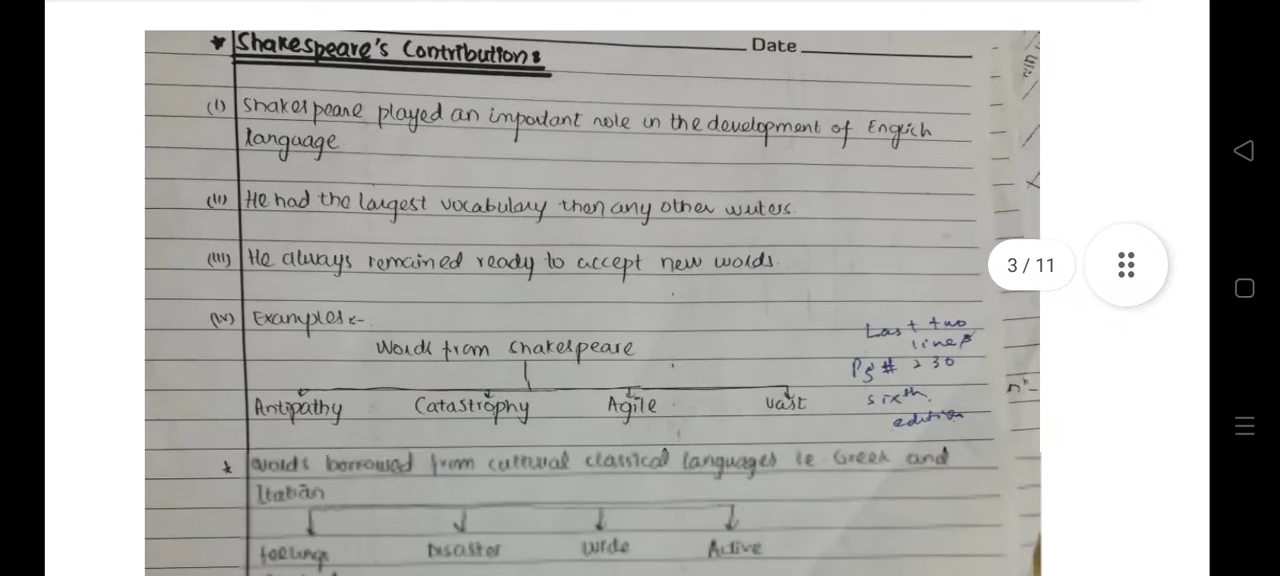 Date
* Shakespeare's Contribution:
(I) Shakespeare played an important role in the development of English
language
(II) He had the largest vocabulary then any other writers.
(III) He always remained ready to accept new words.
3 / 11
(IV) Examples:-
Words from Shakespeare
Last two
lines
Pg # 230
sixth
edition
Antipathy Catastrophy Agile Vast
* Words borrowed from cultural classical languages ie Greek and
Italian
feelings Disaster Wide Active